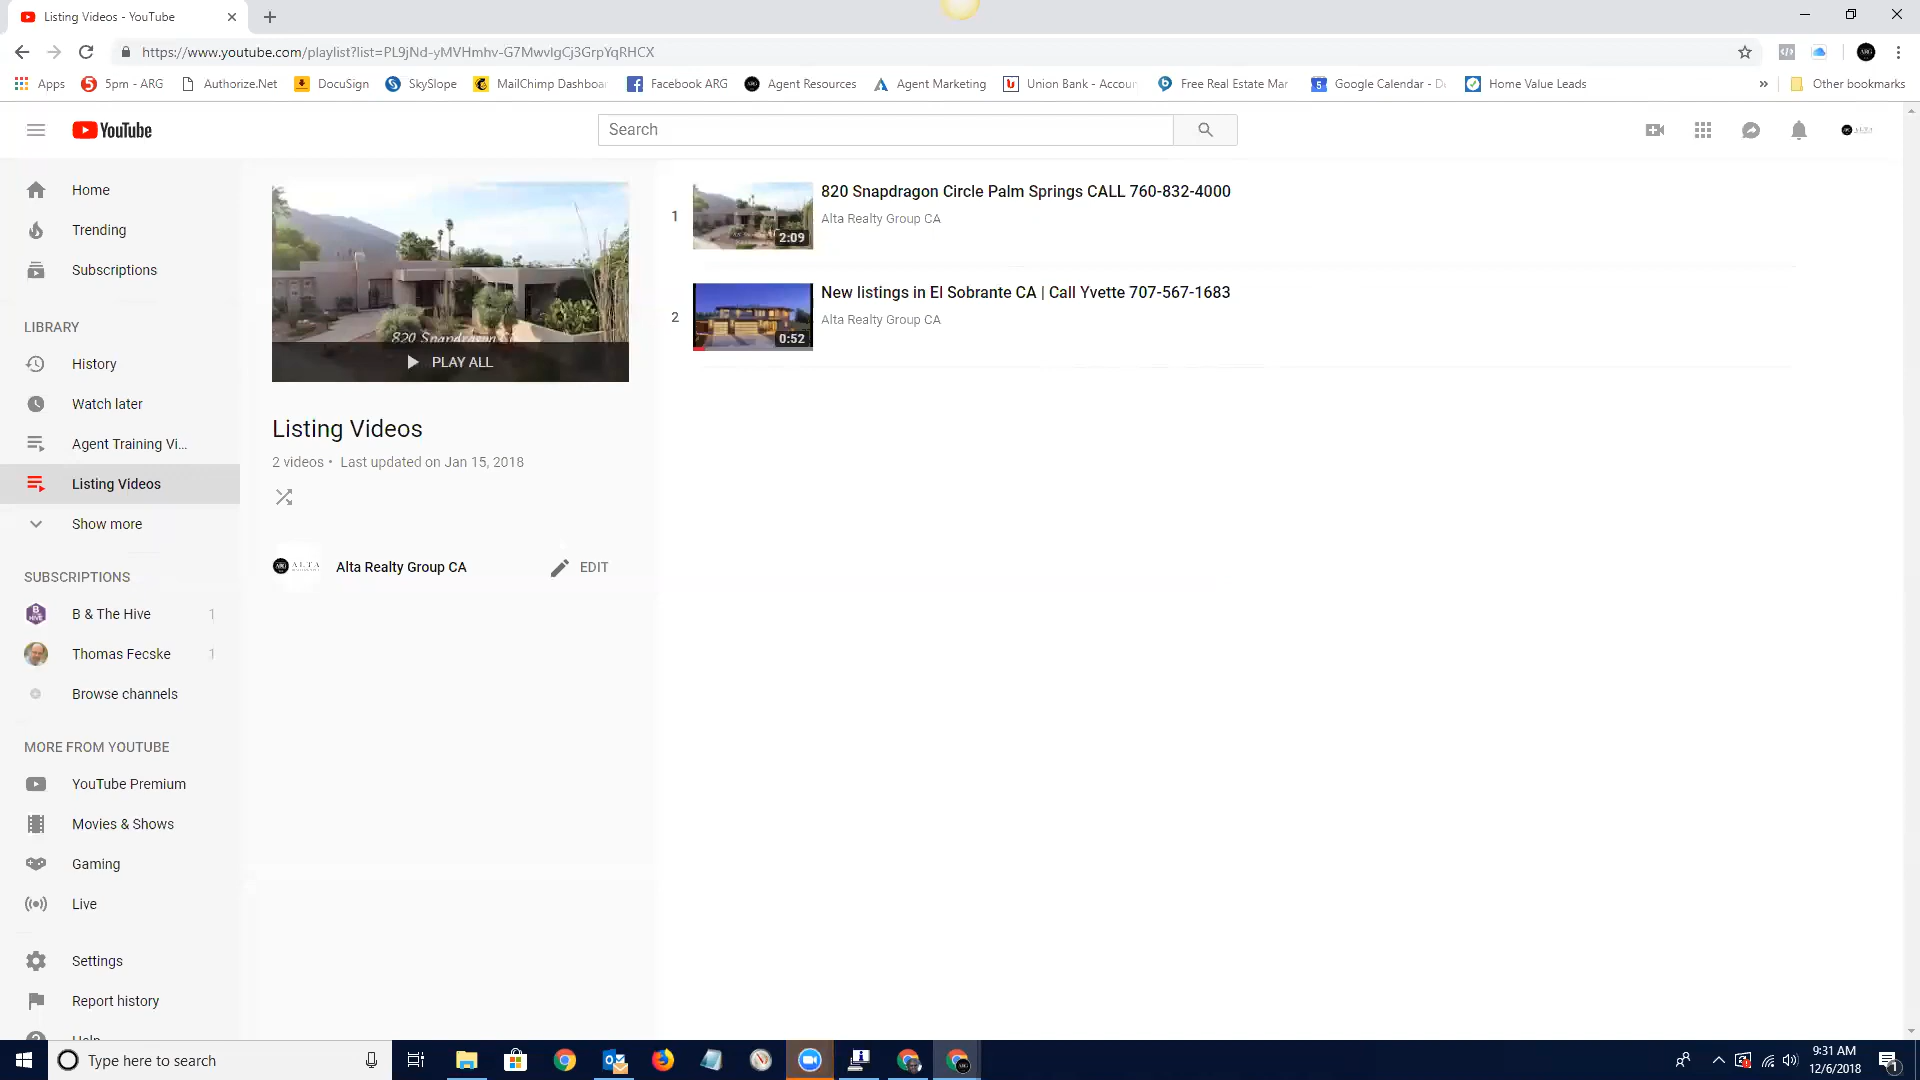 Listing Videos - YouTube
https://www.youtube.com/playlist?list=PL9jNd-yMVHmhv-G7MwvlgCj3GrpYqRHCX
Apps 5pm - ARG Authorize.Net DocuSign SkySlope MailChimp Dashboar Facebook ARG Agent Resources Agent Marketing Union Bank - Accoun Free Real Estate Mar Google Calendar - De Home Value Leads » Other bookmarks
YouTube
Search
Home
Trending
Subscriptions
LIBRARY
History
Watch later
Agent Training Vi...
Listing Videos
Show more
SUBSCRIPTIONS
B & The Hive 1
Thomas Fecske 1
Browse channels
MORE FROM YOUTUBE
YouTube Premium
Movies & Shows
Gaming
Live
Settings
Report history
Help
820 Snapdragon
PLAY ALL
Listing Videos
2 videos • Last updated on Jan 15, 2018
ALTA
Alta Realty Group CA
EDIT
1
2:09
820 Snapdragon Circle Palm Springs CALL 760-832-4000
Alta Realty Group CA
2
0:52
New listings in El Sobrante CA | Call Yvette 707-567-1683
Alta Realty Group CA
Type here to search
9:31 AM
12/6/2018
1